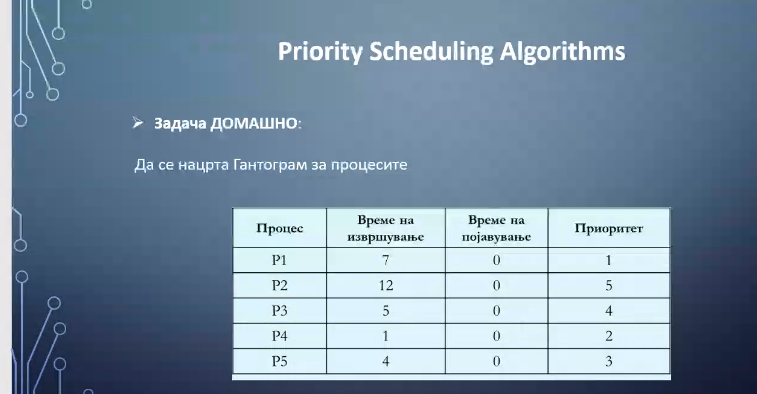 Priority Scheduling Algorithms
➢ Задача ДОМАШНО:
Да се нацрта Гантограм за процесите
Процес Време на извршување Време на појавување Приоритет
P1 7 0 1
P2 12 0 5
P3 5 0 4
P4 1 0 2
P5 4 0 3